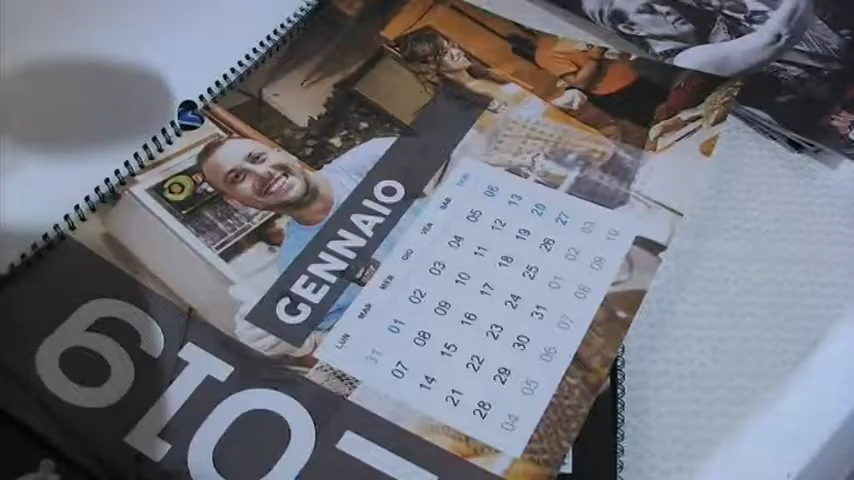 2019
GENNAIO
LUN MAR MER GIO VEN SAB DOM
31 01 02 03 04 05 06
07 08 09 10 11 12 13
14 15 16 17 18 19 20
21 22 23 24 25 26 27
28 29 30 31 01 02 03
04 05 06 07 08 09 10